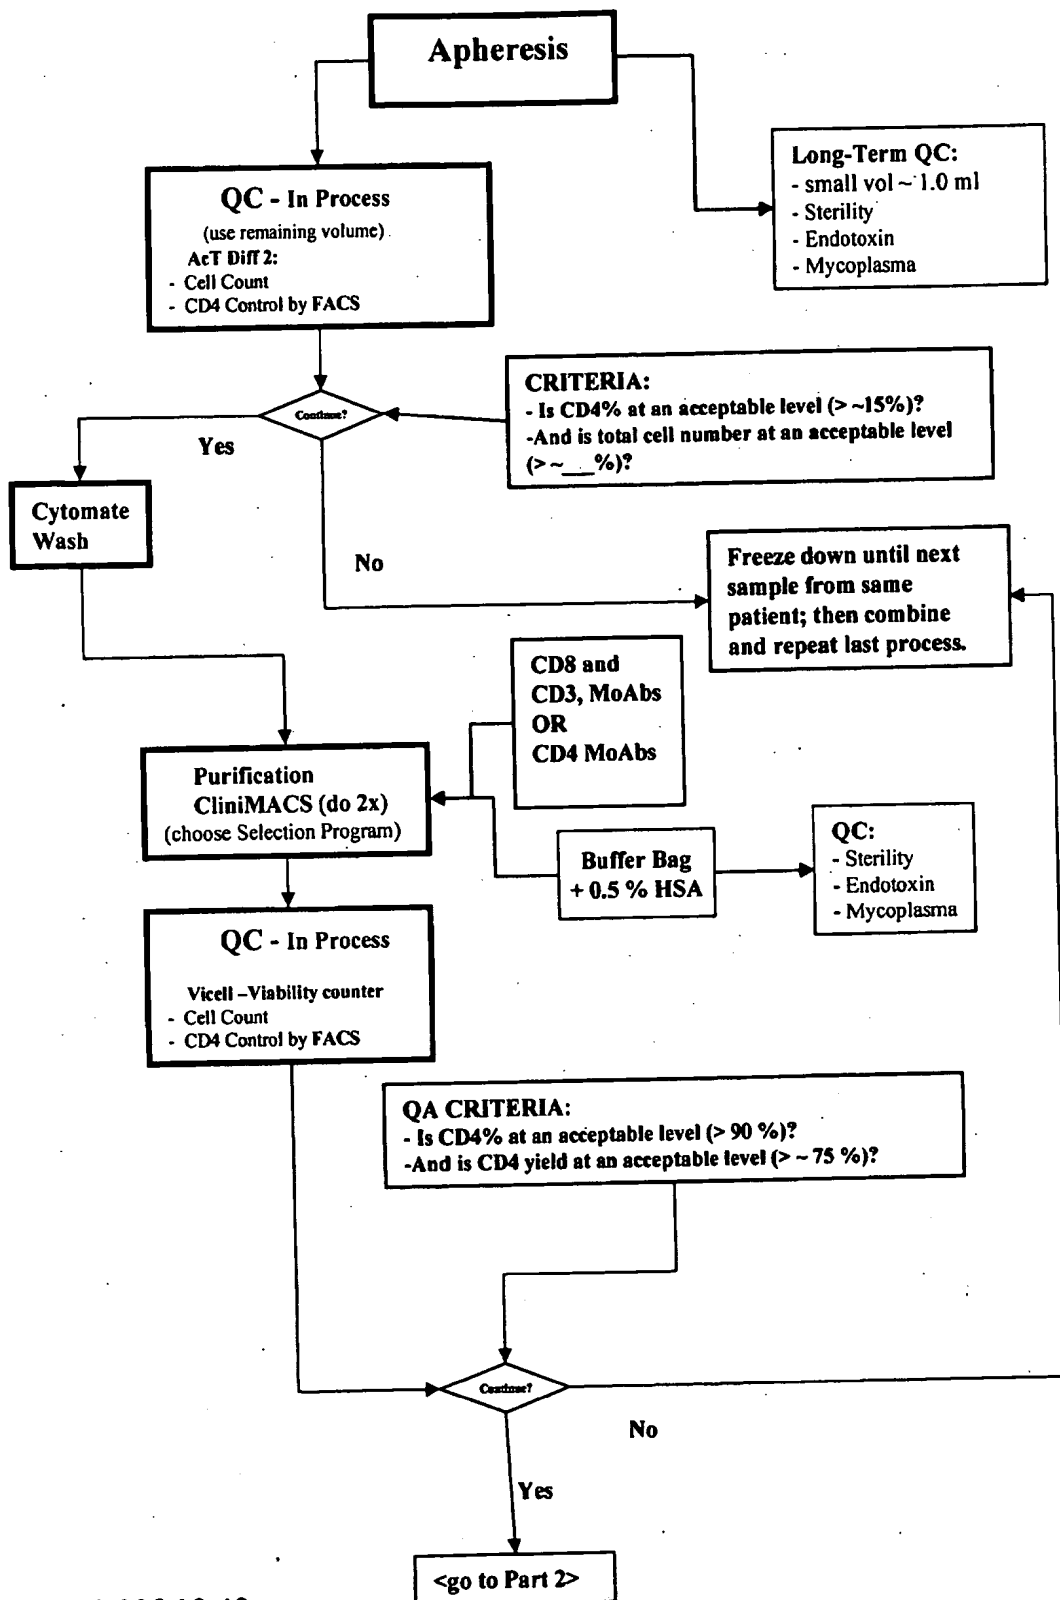 Apheresis
Long-Term QC:
- small vol ~ 1.0 ml
- Sterility
- Endotoxin
- Mycoplasma
QC - In Process
(use remaining volume)
AcT Diff 2:
- Cell Count
- CD4 Control by FACS
CRITERIA:
- Is CD4% at an acceptable level (> ~15%)?
-And is total cell number at an acceptable level
(> ~___%)?
Continue?
Yes
Cytomate
Wash
No
Freeze down until next
sample from same
patient; then combine
and repeat last process.
CD8 and
CD3, MoAbs
OR
CD4 MoAbs
Purification
CliniMACS (do 2x)
(choose Selection Program)
Buffer Bag
+ 0.5 % HSA
QC:
- Sterility
- Endotoxin
- Mycoplasma
QC - In Process
Vicell –Viability counter
- Cell Count
- CD4 Control by FACS
QA CRITERIA:
- Is CD4% at an acceptable level (> 90 %)?
-And is CD4 yield at an acceptable level (> ~ 75 %)?
Continue?
No
Yes
<go to Part 2>